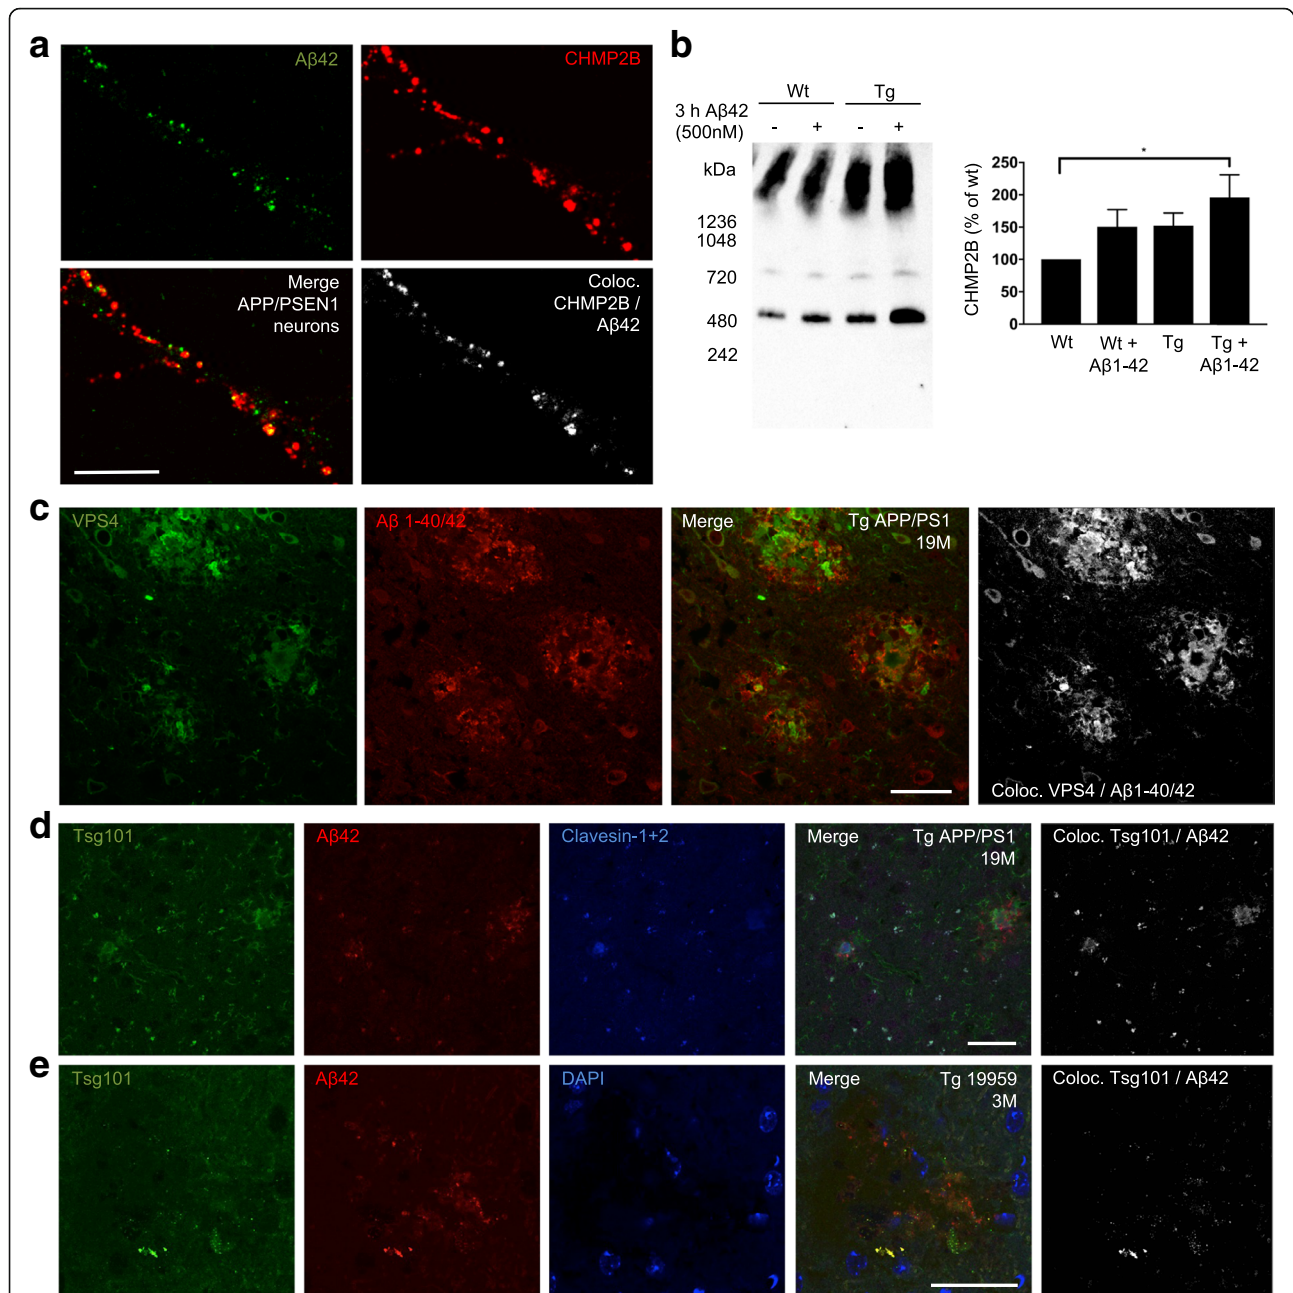 a
Aβ42
CHMP2B
Merge
APP/PSEN1
neurons
Coloc.
CHMP2B /
Aβ42
b
Wt
Tg
3 h Aβ42
(500nM)
-
+
-
+
kDa
1236
1048
720
480
242
CHMP2B (% of wt)
250
200
150
100
50
0
*
Wt
Wt +
Aβ1-42
Tg
Tg +
Aβ1-42
c
VPS4
Aβ 1-40/42
Merge
Tg APP/PS1
19M
Coloc. VPS4 / Aβ1-40/42
d
Tsg101
Aβ42
Clavesin-1+2
Merge
Tg APP/PS1
19M
Coloc. Tsg101 / Aβ42
e
Tsg101
Aβ42
DAPI
Merge
Tg 19959
3M
Coloc. Tsg101 / Aβ42